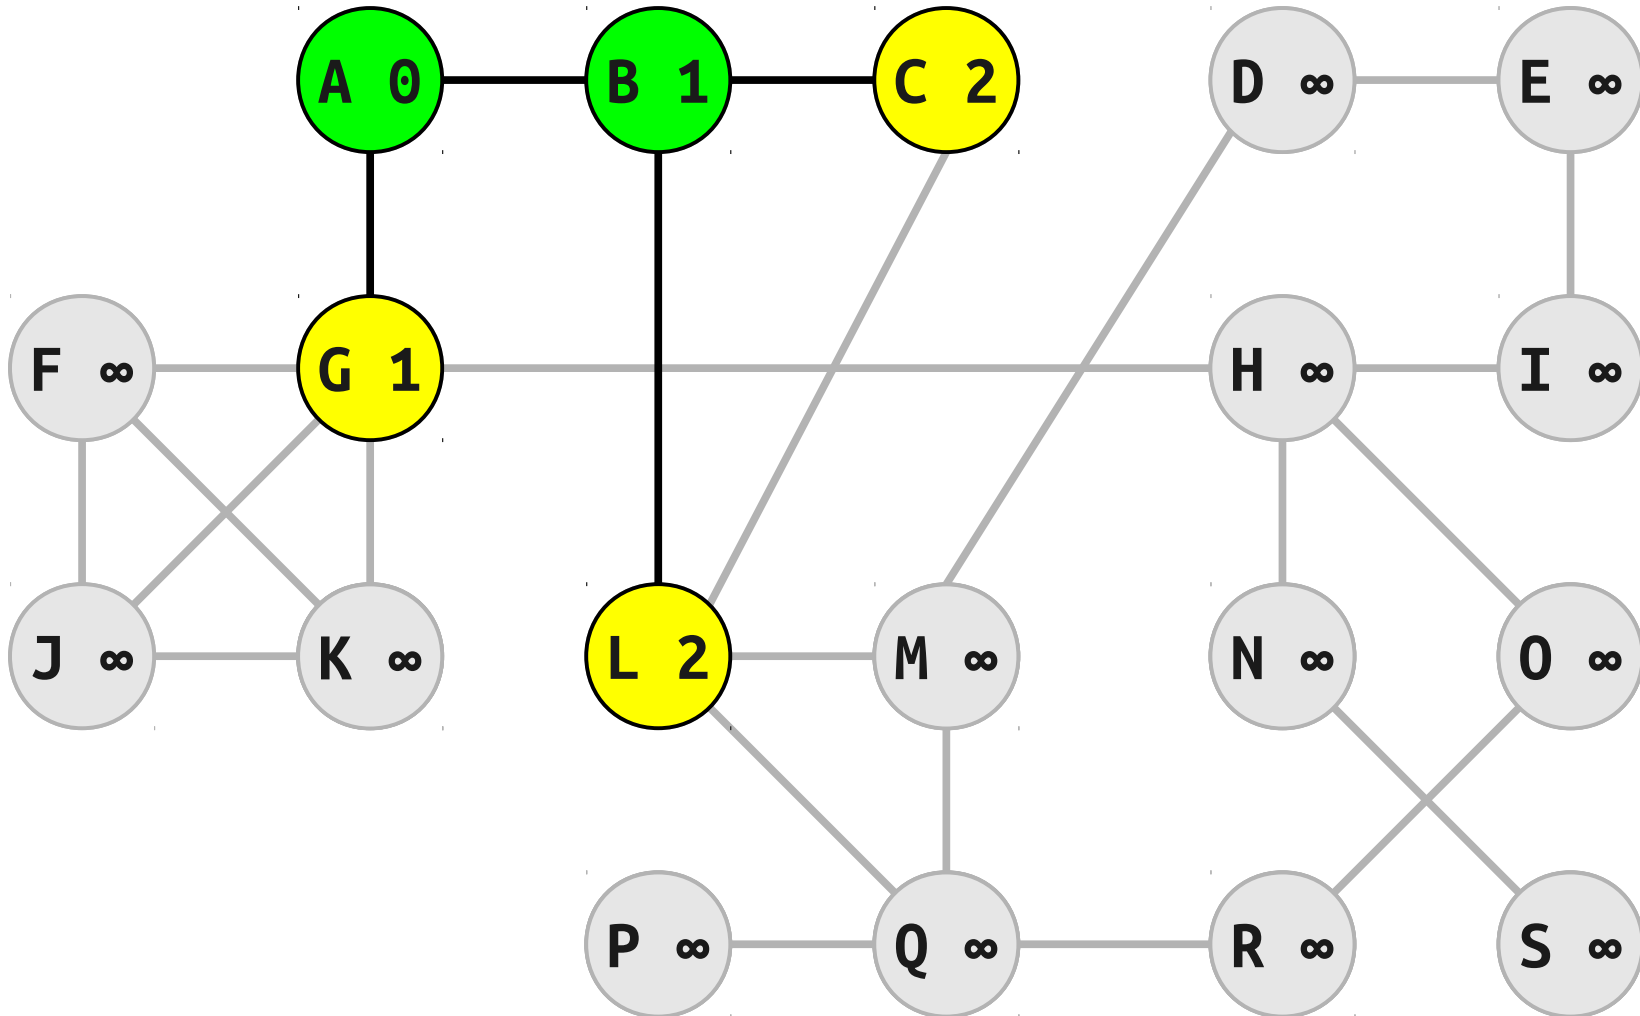 A 0 B 1 C 2 D ∞ E ∞
F ∞ G 1 H ∞ I ∞
J ∞ K ∞ L 2 M ∞ N ∞ O ∞
P ∞ Q ∞ R ∞ S ∞